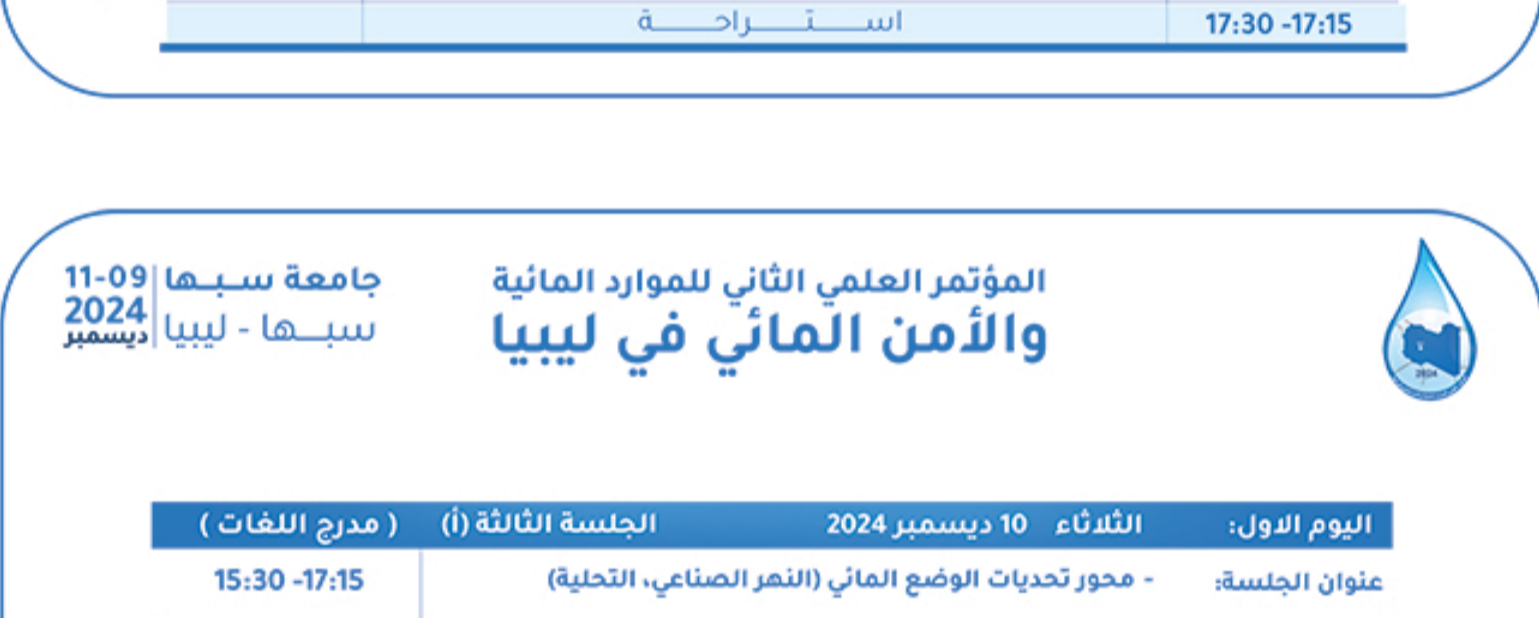 17:30 -17:15 استــراحــة
المؤتمر العلمي الثاني للموارد المائية
والأمن المائي في ليبيا
جامعة سبها
سبها - ليبيا
11-09
2024
ديسمبر
2024
اليوم الاول: الثلاثاء 10 ديسمبر 2024 الجلسة الثالثة (أ) ( مدرج اللغات )
عنوان الجلسة: - محور تحديات الوضع المائي (النهر الصناعي، التحلية) 15:30 -17:15